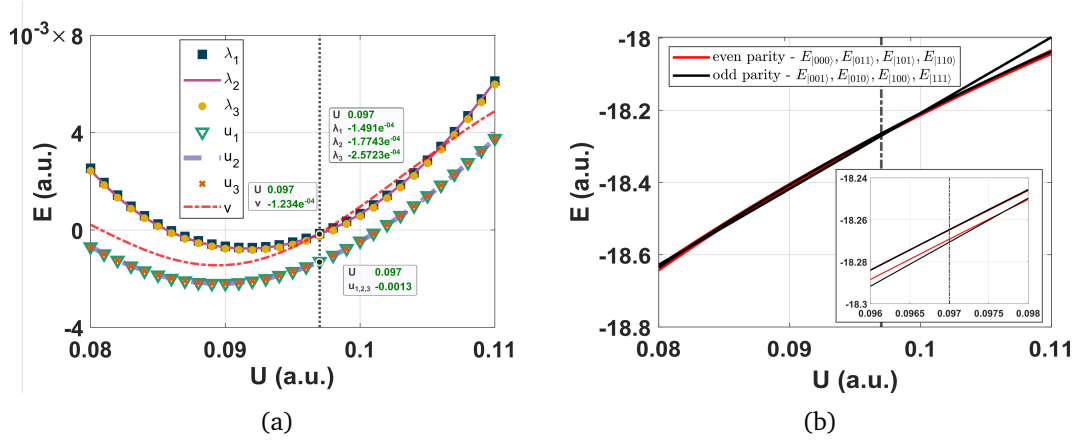 10⁻³×8
4
0
-4
E (a.u.)
0.08
0.09
0.1
0.11
U (a.u.)
λ₁
λ₂
λ₃
u₁
u₂
u₃
v
U 0.097
λ₁ -1.491e⁻⁰⁴
λ₂ -1.7743e⁻⁰⁴
λ₃ -2.5723e⁻⁰⁴
U 0.097
v -1.234e⁻⁰⁴
U 0.097
u₁,₂,₃ -0.0013
(a)
-18
-18.2
-18.4
-18.6
-18.8
E (a.u.)
0.08
0.09
0.1
0.11
U (a.u.)
even parity - E|000⟩, E|011⟩, E|101⟩, E|110⟩
odd parity - E|001⟩, E|010⟩, E|100⟩, E|111⟩
-18.24
-18.26
-18.28
-18.3
0.096
0.0965
0.097
0.0975
0.098
(b)